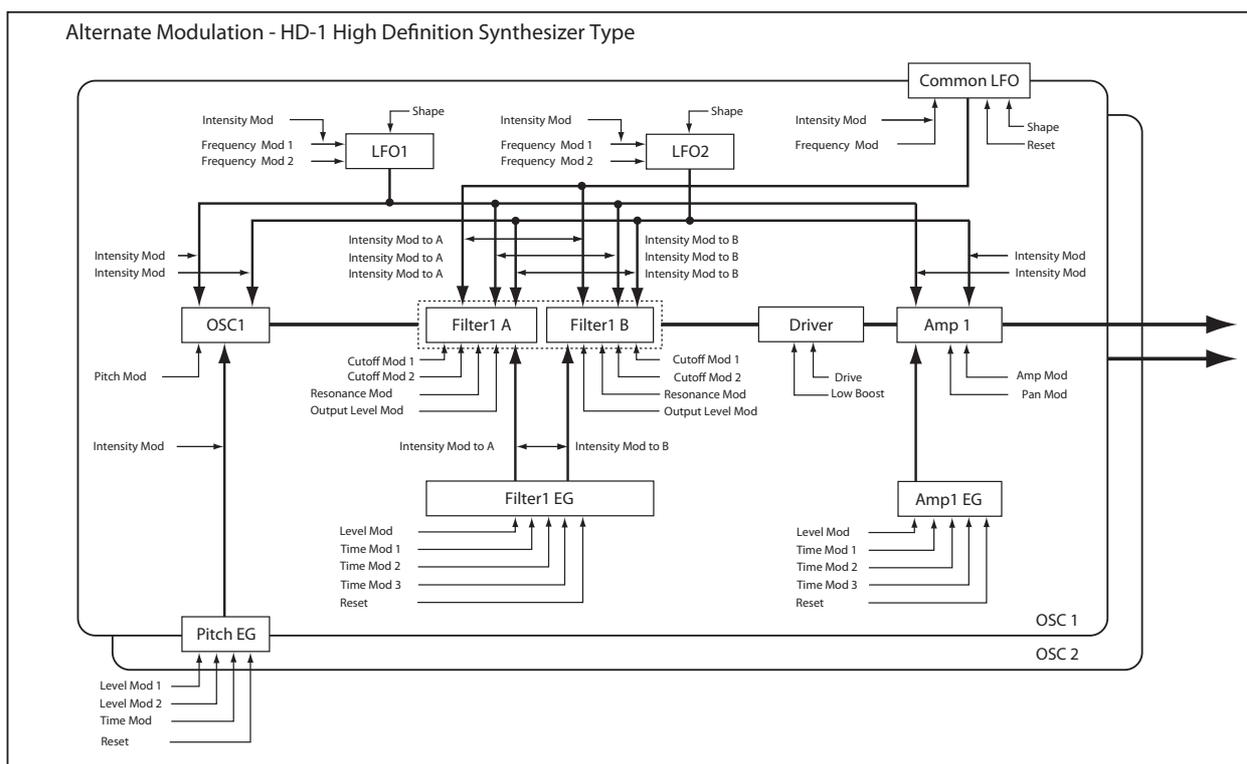 Alternate Modulation - HD-1 High Definition Synthesizer Type
Common LFO
Intensity Mod
Frequency Mod
Shape
Reset
Shape
Intensity Mod
Frequency Mod 1
Frequency Mod 2
LFO1
Shape
Intensity Mod
Frequency Mod 1
Frequency Mod 2
LFO2
Intensity Mod
Intensity Mod
Intensity Mod to A
Intensity Mod to A
Intensity Mod to A
Intensity Mod to B
Intensity Mod to B
Intensity Mod to B
Intensity Mod
Intensity Mod
OSC1
Filter1 A
Filter1 B
Driver
Amp 1
Pitch Mod
Cutoff Mod 1
Cutoff Mod 2
Resonance Mod
Output Level Mod
Cutoff Mod 1
Cutoff Mod 2
Resonance Mod
Output Level Mod
Drive
Low Boost
Amp Mod
Pan Mod
Intensity Mod
Intensity Mod to A
Intensity Mod to B
Filter1 EG
Level Mod
Time Mod 1
Time Mod 2
Time Mod 3
Reset
Amp1 EG
Level Mod
Time Mod 1
Time Mod 2
Time Mod 3
Reset
OSC 1
OSC 2
Pitch EG
Level Mod 1
Level Mod 2
Time Mod
Reset